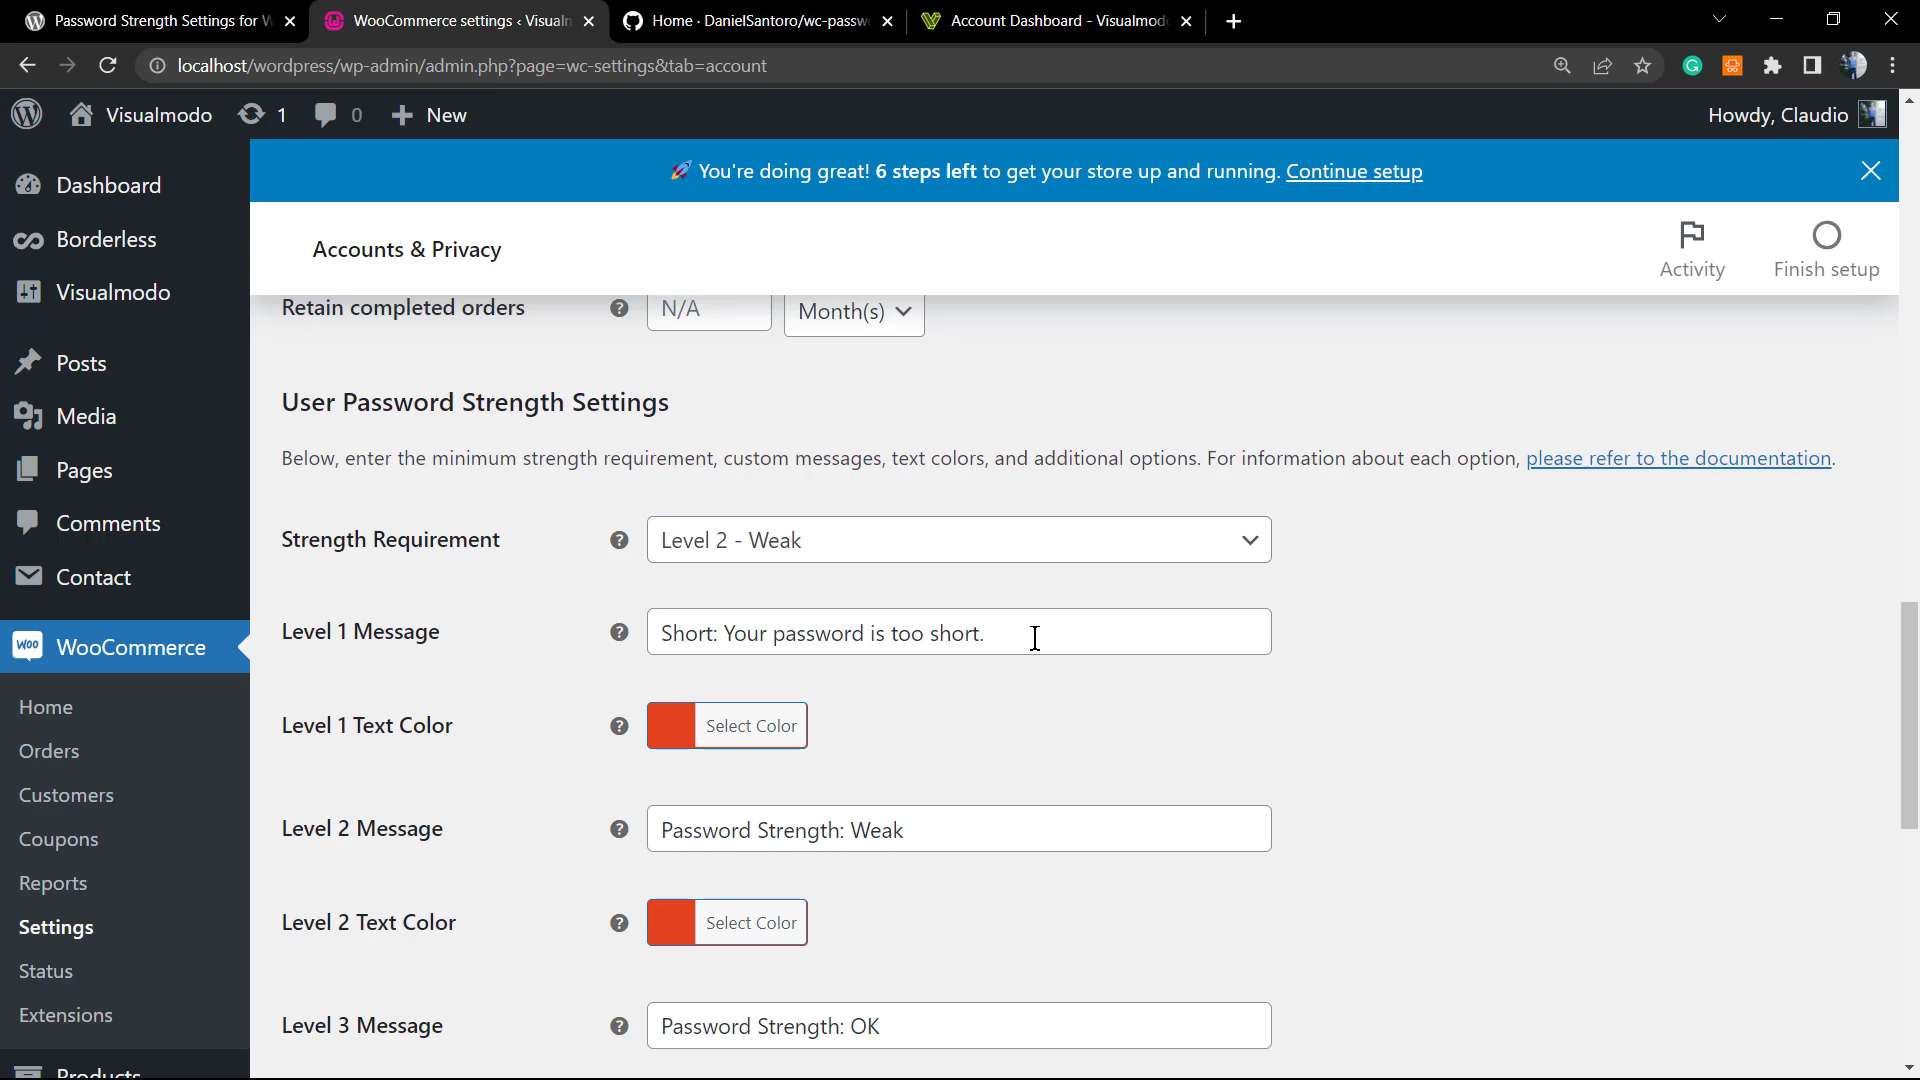 Password Strength Settings for W
WooCommerce settings ‹ Visualm
Home · DanielSantoro/wc-passw
Account Dashboard - Visualmod
localhost/wordpress/wp-admin/admin.php?page=wc-settings&tab=account
Visualmodo
1
0
New
Howdy, Claudio
🚀 You're doing great! 6 steps left to get your store up and running. Continue setup
Accounts & Privacy
Activity
Finish setup
Dashboard
Borderless
Visualmodo
Posts
Media
Pages
Comments
Contact
WooCommerce
Home
Orders
Customers
Coupons
Reports
Settings
Status
Extensions
Products
Retain completed orders
N/A
Month(s)
User Password Strength Settings
Below, enter the minimum strength requirement, custom messages, text colors, and additional options. For information about each option, please refer to the documentation.
Strength Requirement
Level 2 - Weak
Level 1 Message
Short: Your password is too short.
Level 1 Text Color
Select Color
Level 2 Message
Password Strength: Weak
Level 2 Text Color
Select Color
Level 3 Message
Password Strength: OK